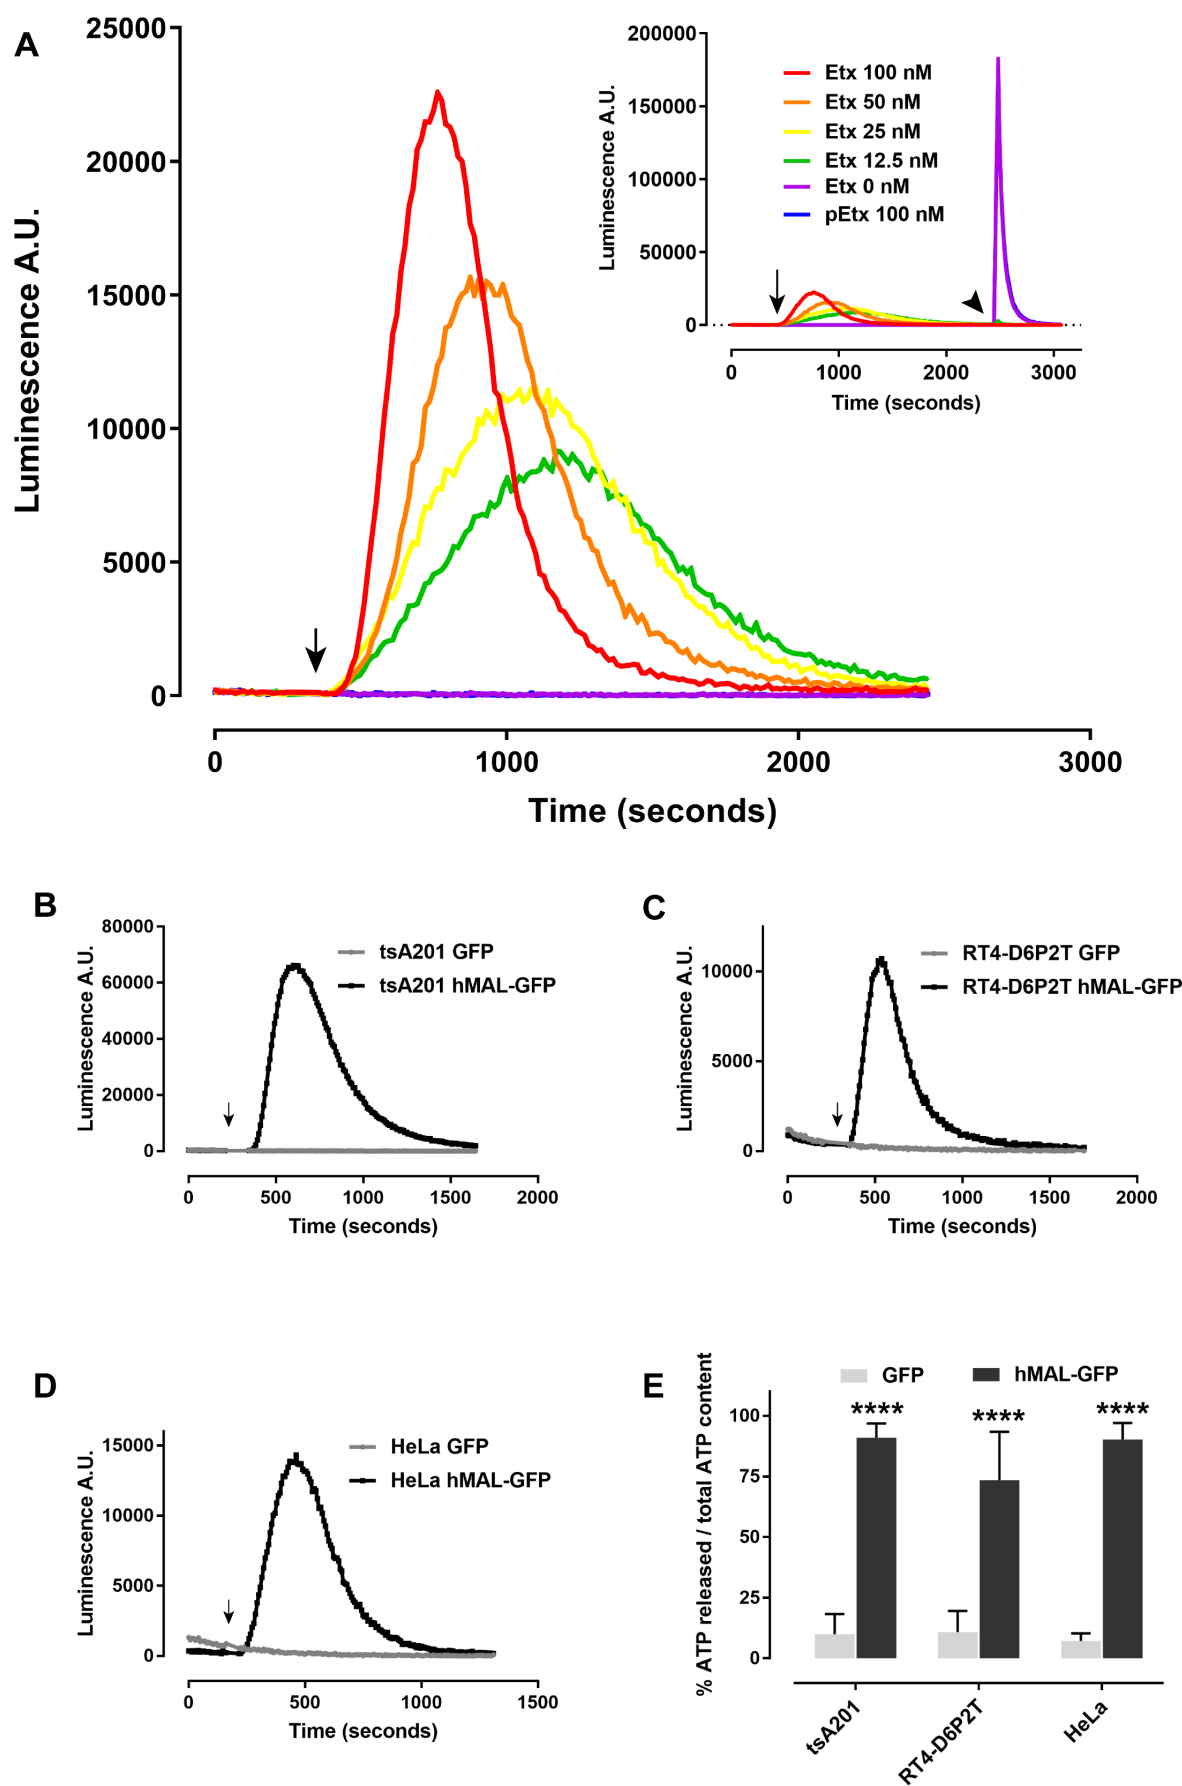 A
25000
20000
15000
10000
5000
0
Luminescence A.U.
0
1000
2000
3000
Time (seconds)
200000
150000
100000
50000
0
Luminescence A.U.
Etx 100 nM
Etx 50 nM
Etx 25 nM
Etx 12.5 nM
Etx 0 nM
pEtx 100 nM
0
1000
2000
3000
Time (seconds)
B
80000
60000
40000
20000
0
Luminescence A.U.
tsA201 GFP
tsA201 hMAL-GFP
0
500
1000
1500
2000
Time (seconds)
C
10000
5000
0
Luminescence A.U.
RT4-D6P2T GFP
RT4-D6P2T hMAL-GFP
0
500
1000
1500
2000
Time (seconds)
D
15000
10000
5000
0
Luminescence A.U.
HeLa GFP
HeLa hMAL-GFP
0
500
1000
1500
Time (seconds)
E
GFP
hMAL-GFP
100
75
50
25
0
% ATP released / total ATP content
****
****
****
tsA201
RT4-D6P2T
HeLa